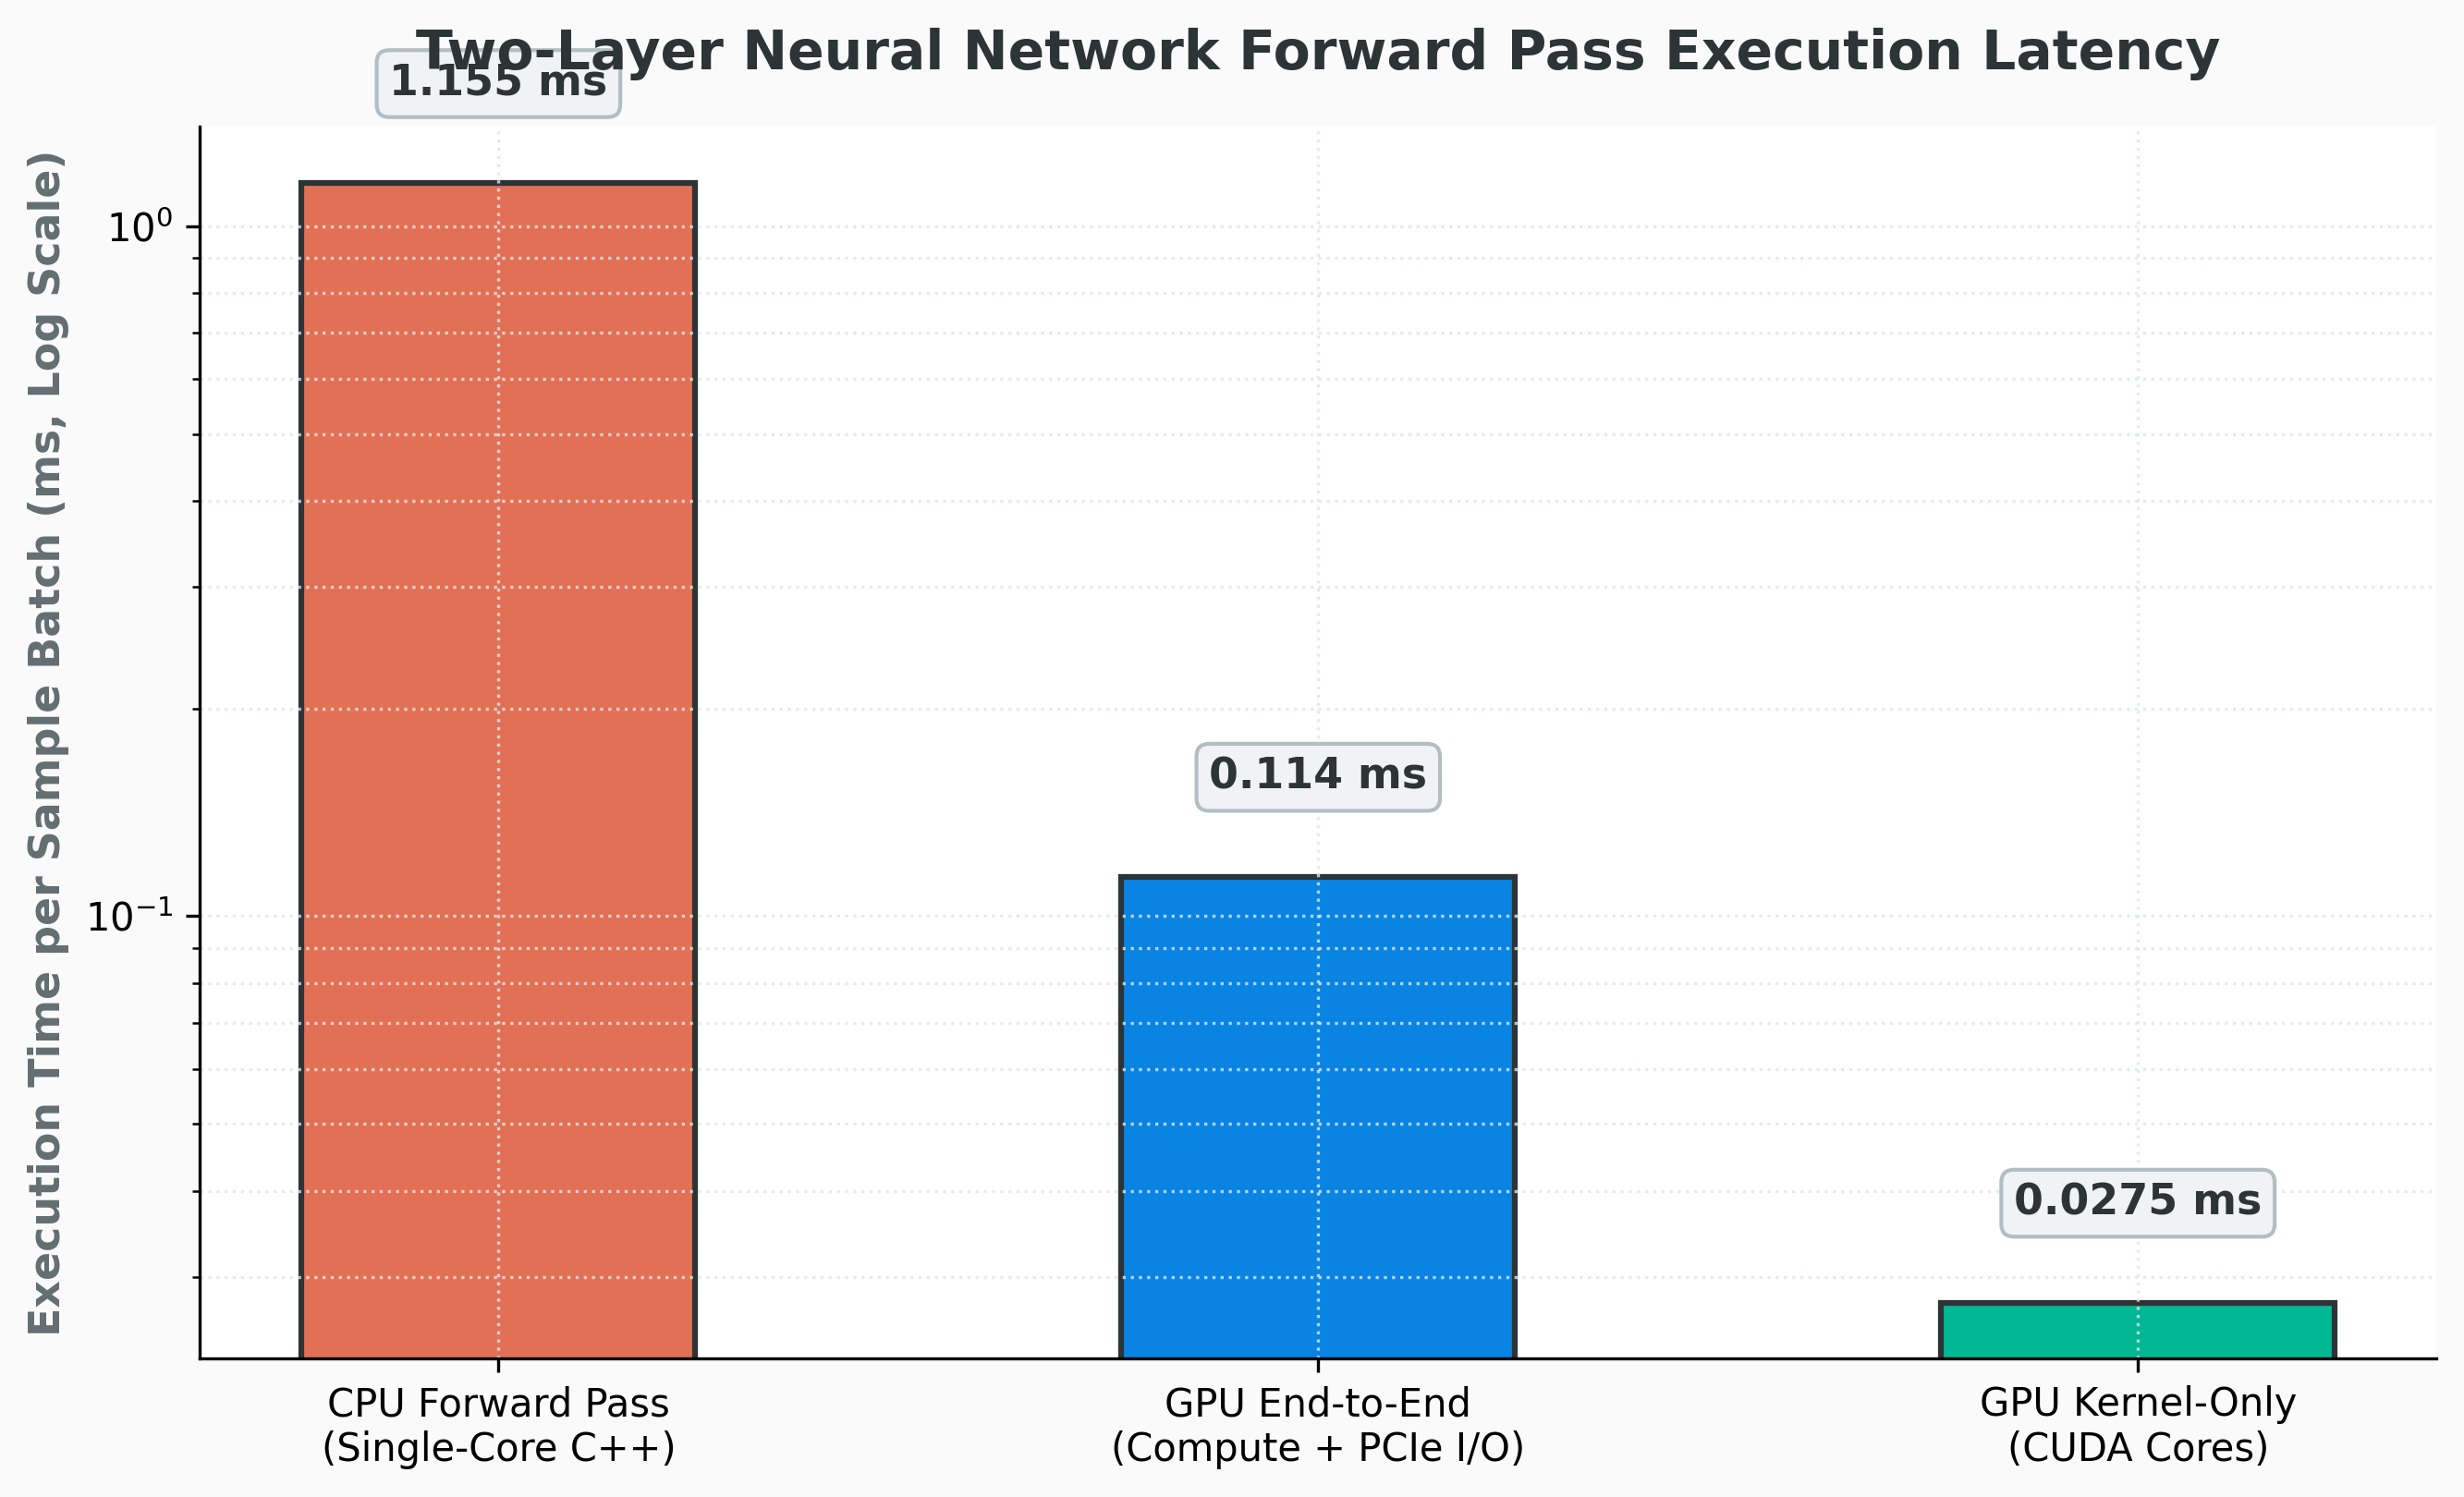 Two-Layer Neural Network Forward Pass Execution Latency
1.155 ms
Execution Time per Sample Batch (ms, Log Scale)
10⁰
0.114 ms
10⁻¹
0.0275 ms
CPU Forward Pass
(Single-Core C++)
GPU End-to-End
(Compute + PCIe I/O)
GPU Kernel-Only
(CUDA Cores)